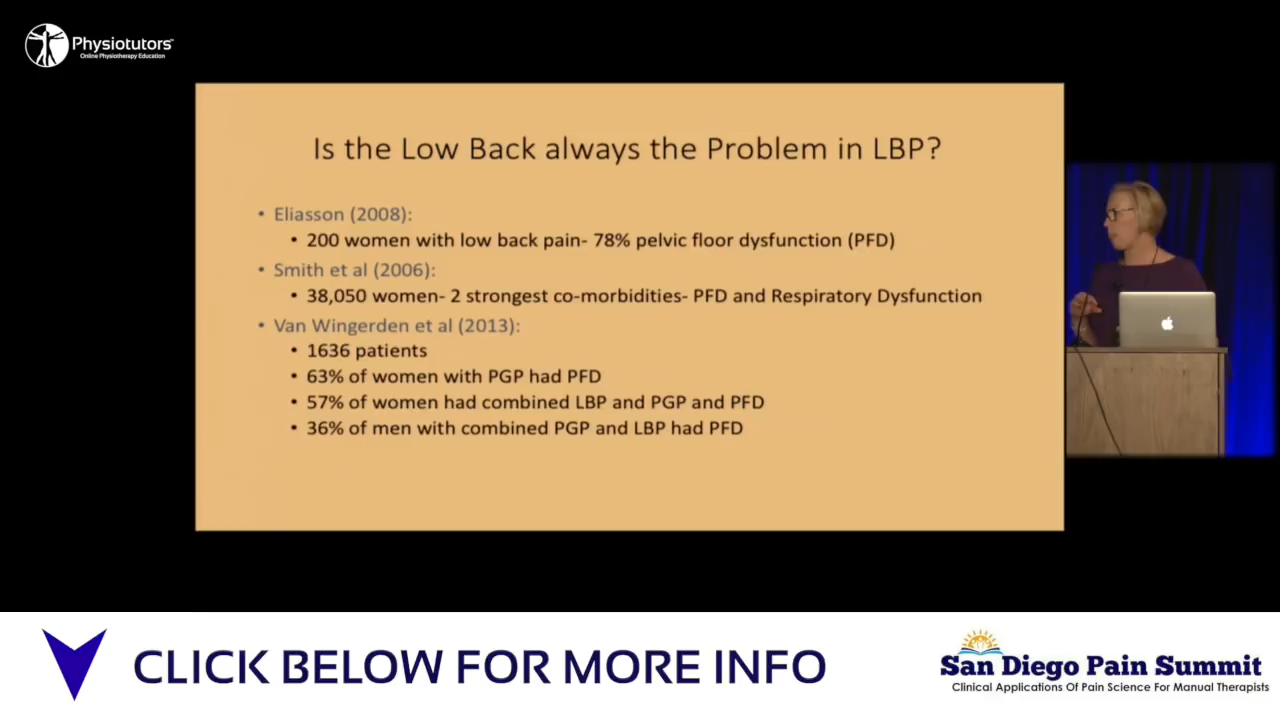 Physiotutors
Online Physiotherapy Education
Is the Low Back always the Problem in LBP?
• Eliasson (2008):
• 200 women with low back pain- 78% pelvic floor dysfunction (PFD)
• Smith et al (2006):
• 38,050 women- 2 strongest co-morbidities- PFD and Respiratory Dysfunction
• Van Wingerden et al (2013):
• 1636 patients
• 63% of women with PGP had PFD
• 57% of women had combined LBP and PGP and PFD
• 36% of men with combined PGP and LBP had PFD
CLICK BELOW FOR MORE INFO
San Diego Pain Summit
Clinical Applications Of Pain Science For Manual Therapists